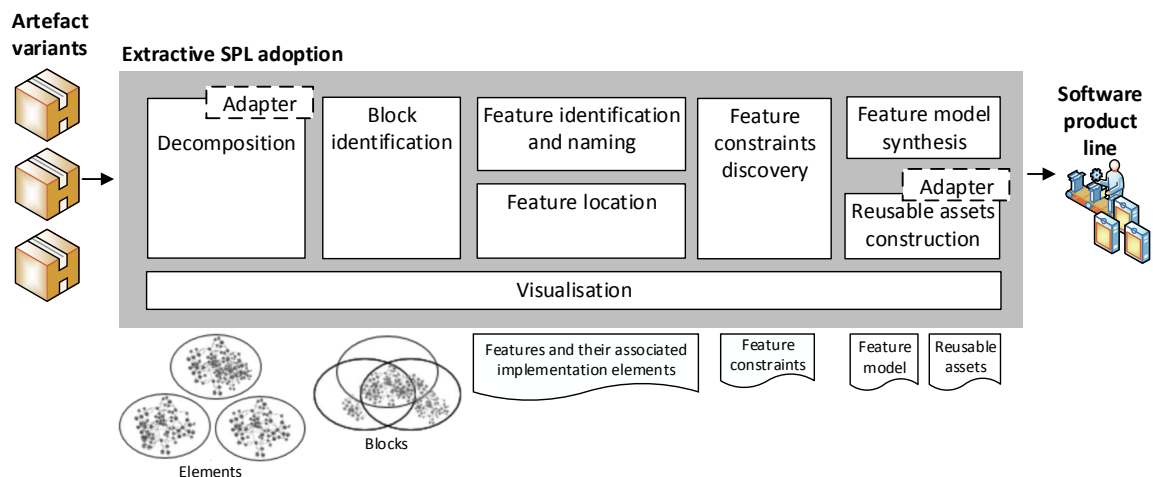 Artefact
variants
Extractive SPL adoption
Adapter
Decomposition
Block
identification
Feature identification
and naming
Feature location
Feature
constraints
discovery
Feature model
synthesis
Adapter
Reusable assets
construction
Visualisation
Software
product
line
Elements
Blocks
Features and their associated
implementation elements
Feature
constraints
Feature
model
Reusable
assets